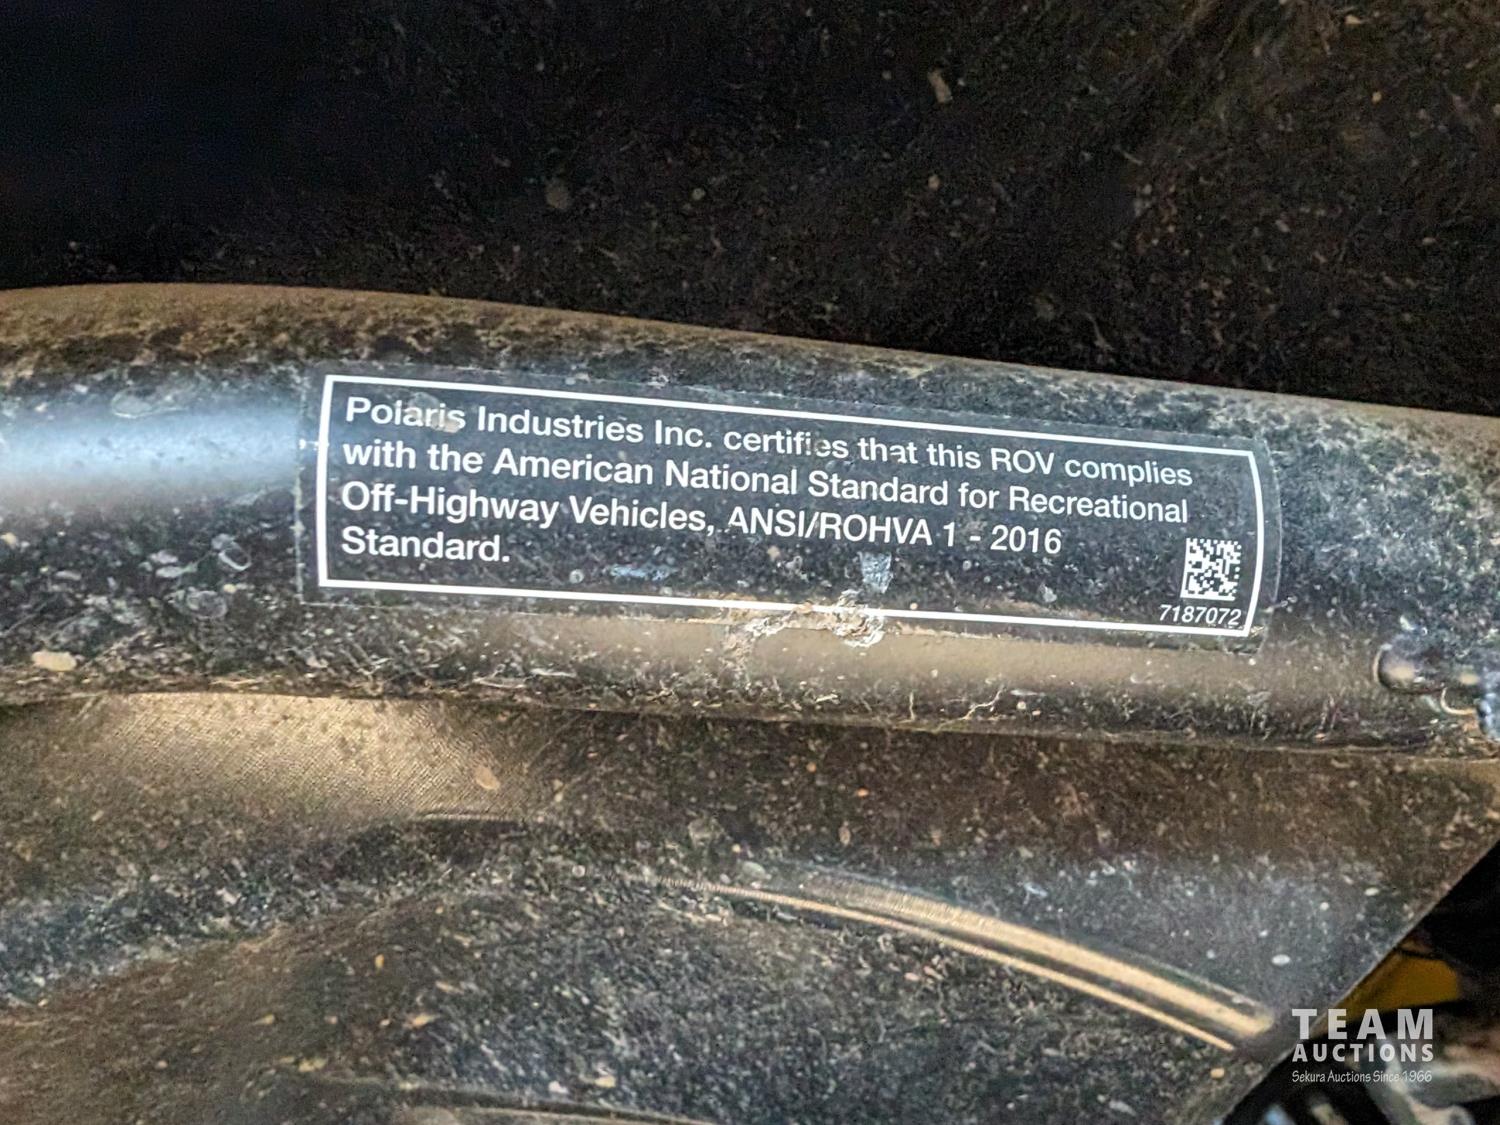 Polaris Industries Inc. certifies that this ROV complies
with the American National Standard for Recreational
Off-Highway Vehicles, ANSI/ROHVA 1 - 2016
Standard.
7187072
TEAM
AUCTIONS
Sekura Auctions Since 1966